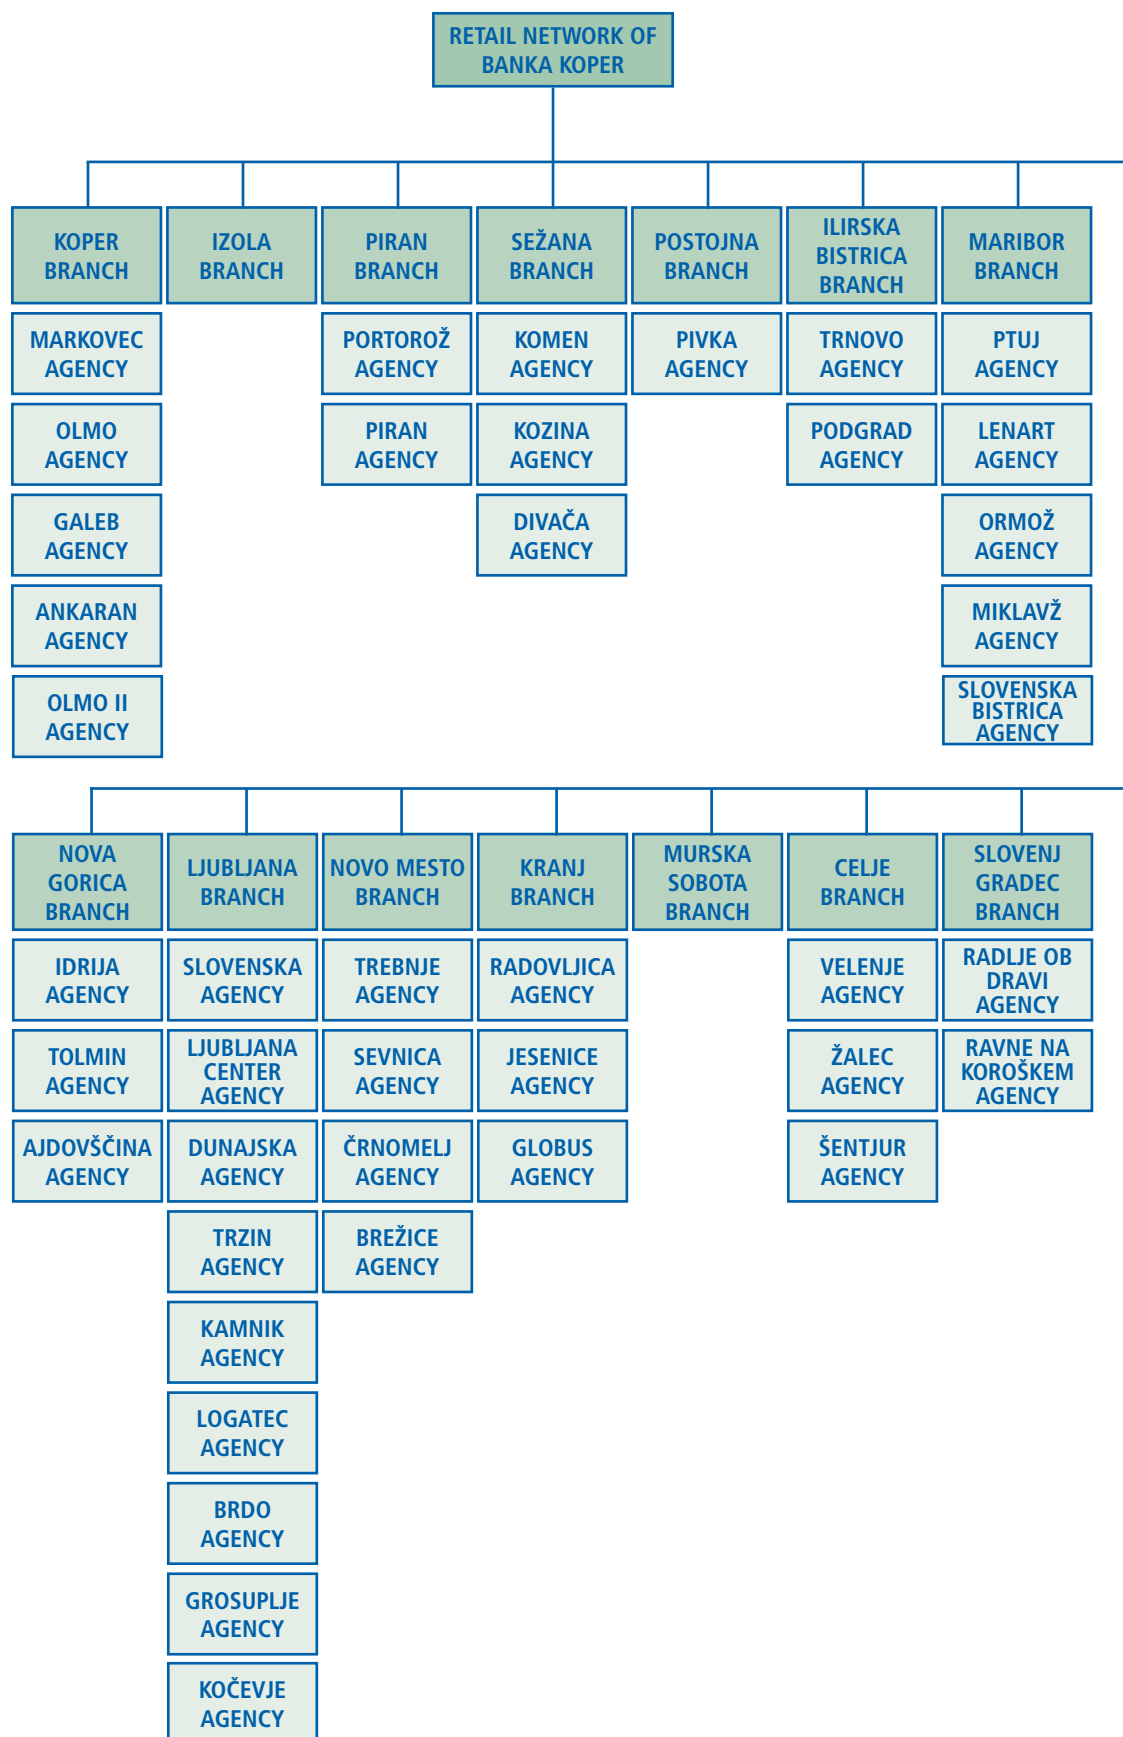 RETAIL NETWORK OF
BANKA KOPER
KOPER
BRANCH
IZOLA
BRANCH
PIRAN
BRANCH
SEŽANA
BRANCH
POSTOJNA
BRANCH
ILIRSKA
BISTRICA
BRANCH
MARIBOR
BRANCH
MARKOVEC
AGENCY
PORTOROŽ
AGENCY
KOMEN
AGENCY
PIVKA
AGENCY
TRNOVO
AGENCY
PTUJ
AGENCY
OLMO
AGENCY
PIRAN
AGENCY
KOZINA
AGENCY
PODGRAD
AGENCY
LENART
AGENCY
GALEB
AGENCY
DIVAČA
AGENCY
ORMOŽ
AGENCY
ANKARAN
AGENCY
MIKLAVŽ
AGENCY
OLMO II
AGENCY
SLOVENSKA
BISTRICA
AGENCY
NOVA
GORICA
BRANCH
LJUBLJANA
BRANCH
NOVO MESTO
BRANCH
KRANJ
BRANCH
MURSKA
SOBOTA
BRANCH
CELJE
BRANCH
SLOVENJ
GRADEC
BRANCH
IDRIJA
AGENCY
SLOVENSKA
AGENCY
TREBNJE
AGENCY
RADOVLJICA
AGENCY
VELENJE
AGENCY
RADLJE OB
DRAVI
AGENCY
TOLMIN
AGENCY
LJUBLJANA
CENTER
AGENCY
SEVNICA
AGENCY
JESENICE
AGENCY
ŽALEC
AGENCY
RAVNE NA
KOROŠKEM
AGENCY
AJDOVŠČINA
AGENCY
DUNAJSKA
AGENCY
ČRNOMELJ
AGENCY
GLOBUS
AGENCY
ŠENTJUR
AGENCY
TRZIN
AGENCY
BREŽICE
AGENCY
KAMNIK
AGENCY
LOGATEC
AGENCY
BRDO
AGENCY
GROSUPLJE
AGENCY
KOČEVJE
AGENCY